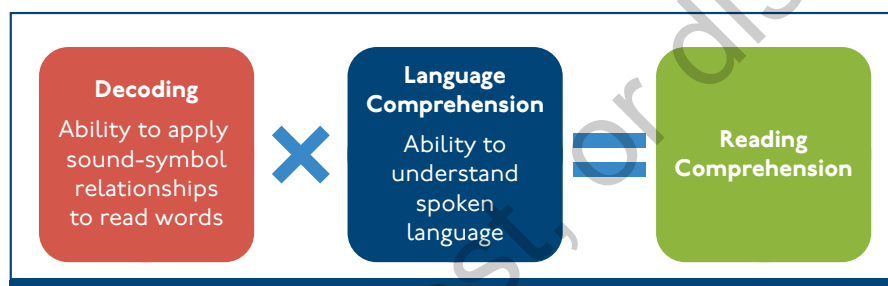 Decoding
Ability to apply
sound-symbol
relationships
to read words
Language
Comprehension
Ability to
understand
spoken
language
Reading
Comprehension
or